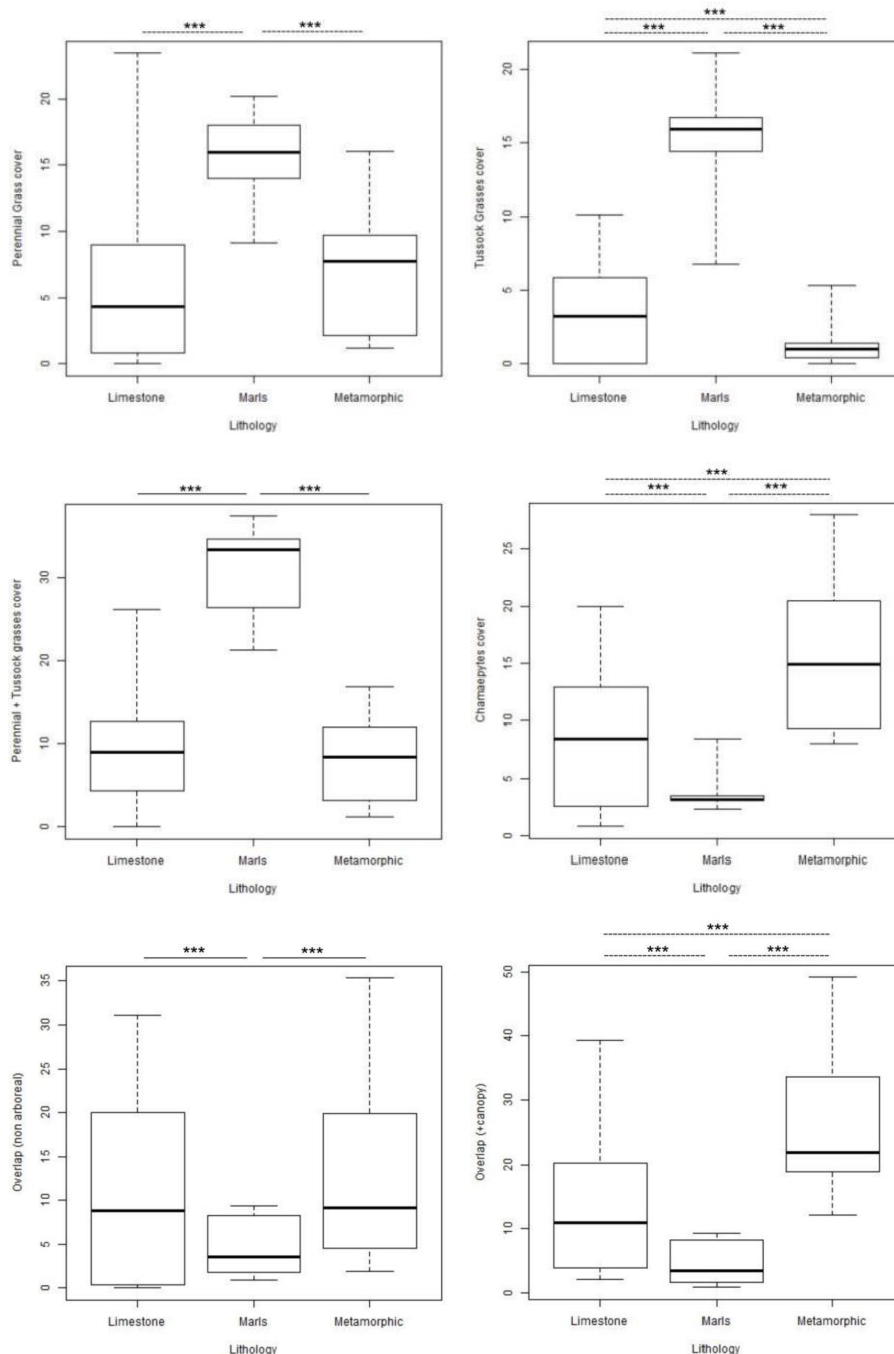 *** ***
Perennial Grass cover
20
15
10
5
0
Limestone Marls Metamorphic
Lithology
***
*** ***
Tussock Grasses cover
20
15
10
5
0
Limestone Marls Metamorphic
Lithology
*** ***
Perennial + Tussock grasses cover
30
20
10
0
Limestone Marls Metamorphic
Lithology
***
*** ***
Chamaepytes cover
25
20
15
10
5
0
Limestone Marls Metamorphic
Lithology
*** ***
Overlap (non arboreal)
35
30
25
20
15
10
5
0
Limestone Marls Metamorphic
Lithology
***
*** ***
Overlap (+canopy)
50
40
30
20
10
0
Limestone Marls Metamorphic
Lithology